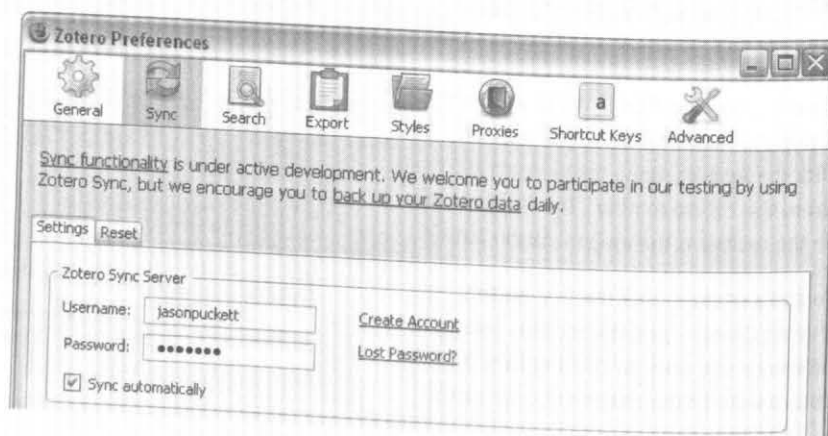 Zotero Preferences
General Sync Search Export Styles Proxies a Shortcut Keys Advanced
Sync functionality is under active development. We welcome you to participate in our testing by using
Zotero Sync, but we encourage you to back up your Zotero data daily.
Settings Reset
Zotero Sync Server
Username: jasonpuckett Create Account
Password: ●●●●●●● Lost Password?
Sync automatically